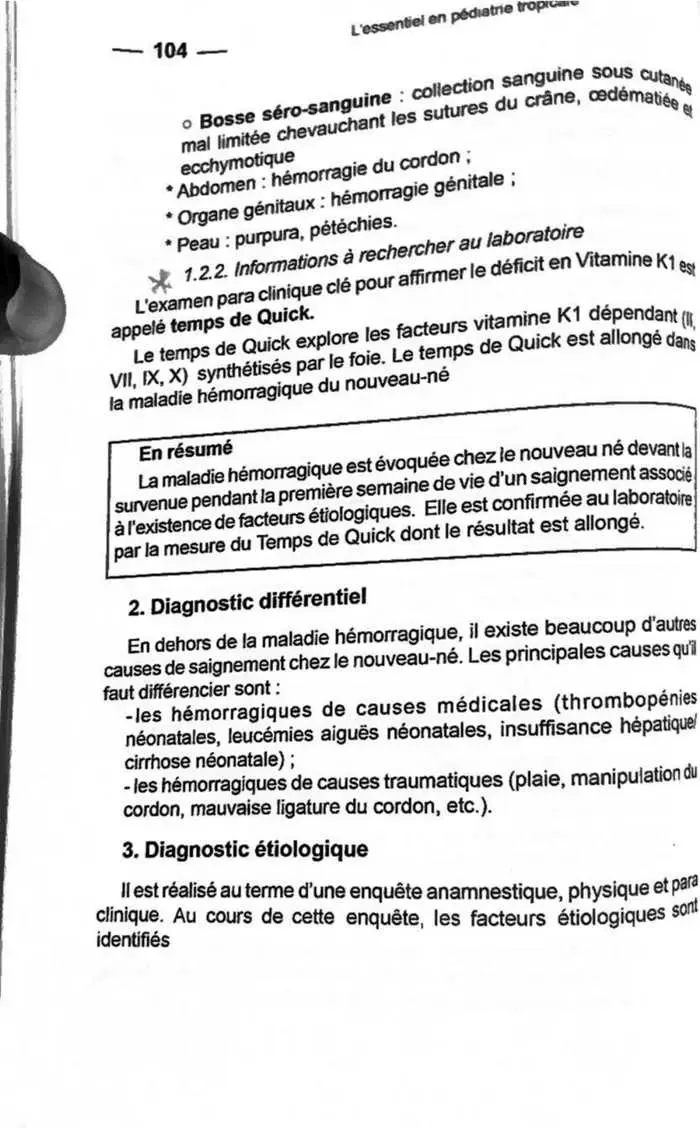 L'essentiel en pédiatrie tropicale
— 104 —
o Bosse séro-sanguine : collection sanguine sous cutanée
mal limitée chevauchant les sutures du crâne, œdématiée et
ecchymotique
* Abdomen : hémorragie du cordon ;
* Organe génitaux : hémorragie génitale ;
* Peau : purpura, pétéchies.
1.2.2. Informations à rechercher au laboratoire
L'examen para clinique clé pour affirmer le déficit en Vitamine K1 est
appelé temps de Quick.
Le temps de Quick explore les facteurs vitamine K1 dépendant (II,
VII, IX, X) synthétisés par le foie. Le temps de Quick est allongé dans
la maladie hémorragique du nouveau-né
En résumé
La maladie hémorragique est évoquée chez le nouveau né devant la
survenue pendant la première semaine de vie d'un saignement associé
à l'existence de facteurs étiologiques. Elle est confirmée au laboratoire
par la mesure du Temps de Quick dont le résultat est allongé.
2. Diagnostic différentiel
En dehors de la maladie hémorragique, il existe beaucoup d'autres
causes de saignement chez le nouveau-né. Les principales causes qu'il
faut différencier sont :
-les hémorragiques de causes médicales (thrombopénies
néonatales, leucémies aiguës néonatales, insuffisance hépatique/
cirrhose néonatale) ;
- les hémorragiques de causes traumatiques (plaie, manipulation du
cordon, mauvaise ligature du cordon, etc.).
3. Diagnostic étiologique
Il est réalisé au terme d'une enquête anamnestique, physique et para
clinique. Au cours de cette enquête, les facteurs étiologiques sont
identifiés